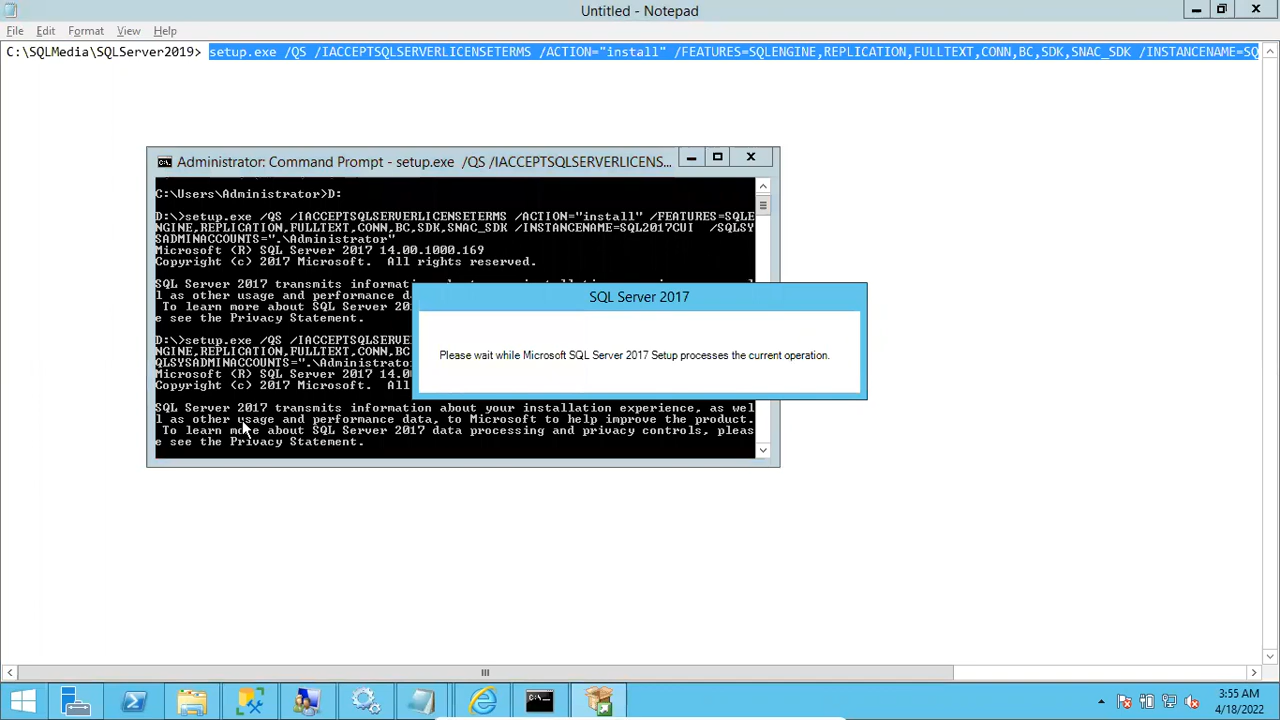 Untitled - Notepad
File Edit Format View Help
C:\SQLMedia\SQLServer2019> setup.exe /QS /IACCEPTSQLSERVERLICENSETERMS /ACTION="install" /FEATURES=SQLENGINE,REPLICATION,FULLTEXT,CONN,BC,SDK,SNAC_SDK /INSTANCENAME=SQ
Administrator: Command Prompt - setup.exe /QS /IACCEPTSQLSERVERLICENS...
C:\Users\Administrator>D:
D:\>setup.exe /QS /IACCEPTSQLSERVERLICENSETERMS /ACTION="install" /FEATURES=SQLE
NGINE,REPLICATION,FULLTEXT,CONN,BC,SDK,SNAC_SDK /INSTANCENAME=SQL2017CUI /SQLSY
SADMINACCOUNTS=".\Administrator"
Microsoft (R) SQL Server 2017 14.00.1000.169
Copyright (c) 2017 Microsoft. All rights reserved.
SQL Server 2017 transmits
l as other usage and performance
To learn more about SQL Server
e see the Privacy Statement.
D:\>setup.exe /QS
NGINE,REPLICATION,FULLTEXT,CONN,BC
QLSYSADMINACCOUNTS=".\Administrato
Microsoft (R) SQL Server 2017 14.0
Copyright (c) 2017 Microsoft. All
SQL Server 2017 transmits information about your installation experience, as wel
l as other usage and performance data, to Microsoft to help improve the product.
To learn more about SQL Server 2017 data processing and privacy controls, pleas
e see the Privacy Statement.
SQL Server 2017
Please wait while Microsoft SQL Server 2017 Setup processes the current operation.
3:55 AM
4/18/2022